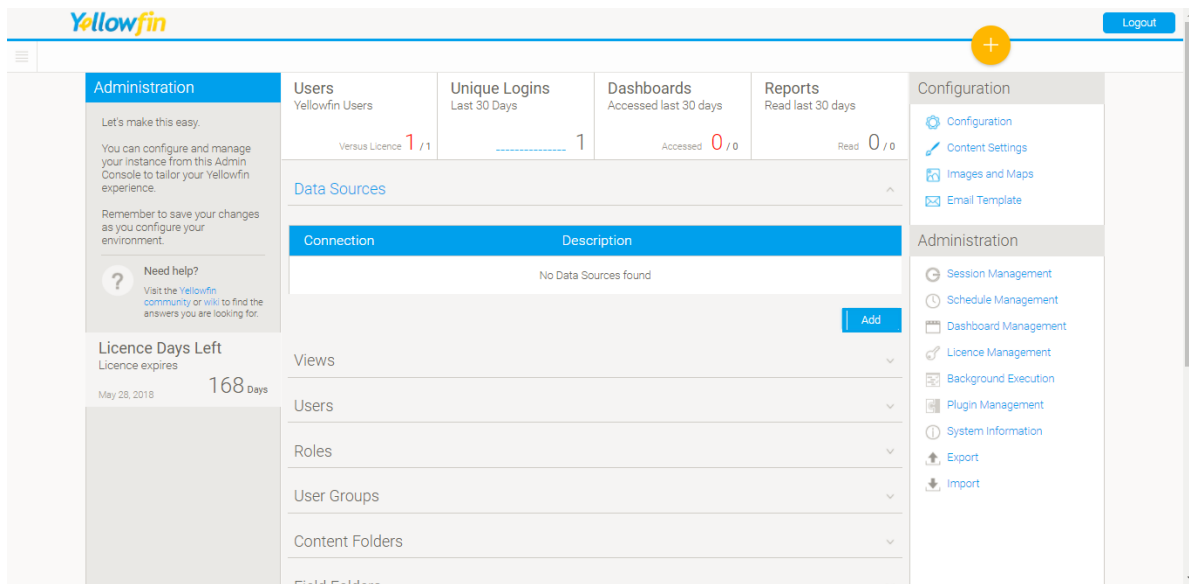 Yellowfin
Logout
+
Administration
Let's make this easy.
You can configure and manage
your instance from this Admin
Console to tailor your Yellowfin
experience.
Remember to save your changes
as you configure your
environment.
?
Need help?
Visit the Yellowfin
community or wiki to find the
answers you are looking for.
Licence Days Left
Licence expires
May 28, 2018
168 Days
Users
Yellowfin Users
Versus Licence 1 / 1
Unique Logins
Last 30 Days
1
Dashboards
Accessed last 30 days
Accessed 0 / 0
Reports
Read last 30 days
Read 0 / 0
Data Sources
Connection Description
No Data Sources found
Add
Views
Users
Roles
User Groups
Content Folders
Field Folders
Configuration
Configuration
Content Settings
Images and Maps
Email Template
Administration
Session Management
Schedule Management
Dashboard Management
Licence Management
Background Execution
Plugin Management
System Information
Export
Import